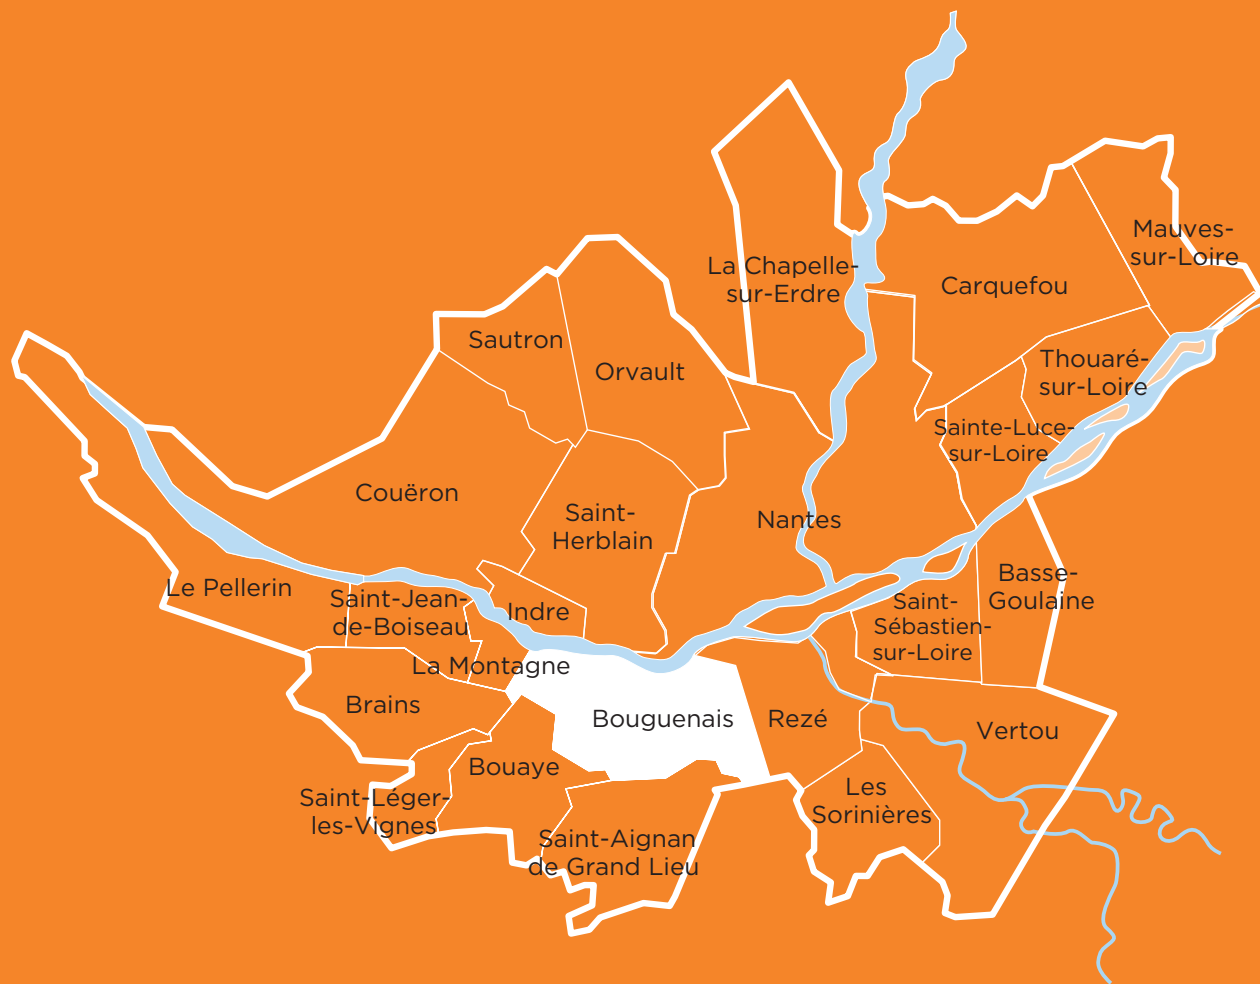 Mauves-
sur-Loire
La Chapelle-
sur-Erdre
Carquefou
Sautron
Orvault
Thouaré-
sur-Loire
Sainte-Luce-
sur-Loire
Couëron
Saint-
Herblain
Nantes
Le Pellerin
Saint-Jean-
de-Boiseau
Indre
Saint-
Sébastien-
sur-Loire
Basse-
Goulaine
La Montagne
Brains
Bouguenais
Rezé
Vertou
Bouaye
Saint-Léger-
les-Vignes
Les
Sorinières
Saint-Aignan
de Grand Lieu